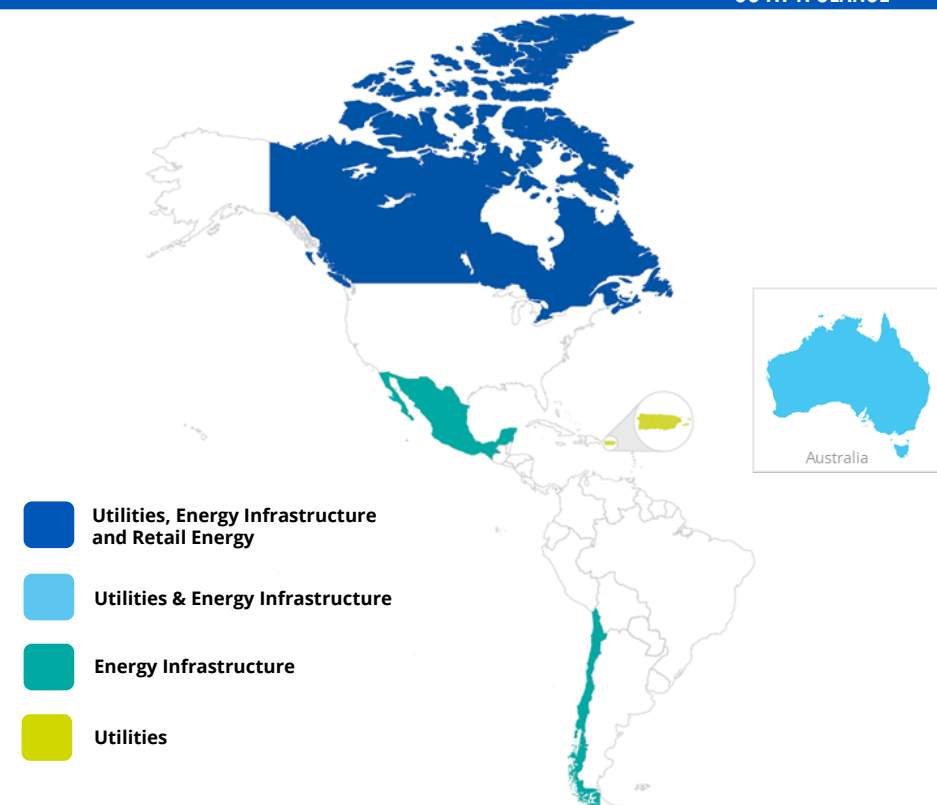 Australia
Utilities, Energy Infrastructure
and Retail Energy
Utilities & Energy Infrastructure
Energy Infrastructure
Utilities